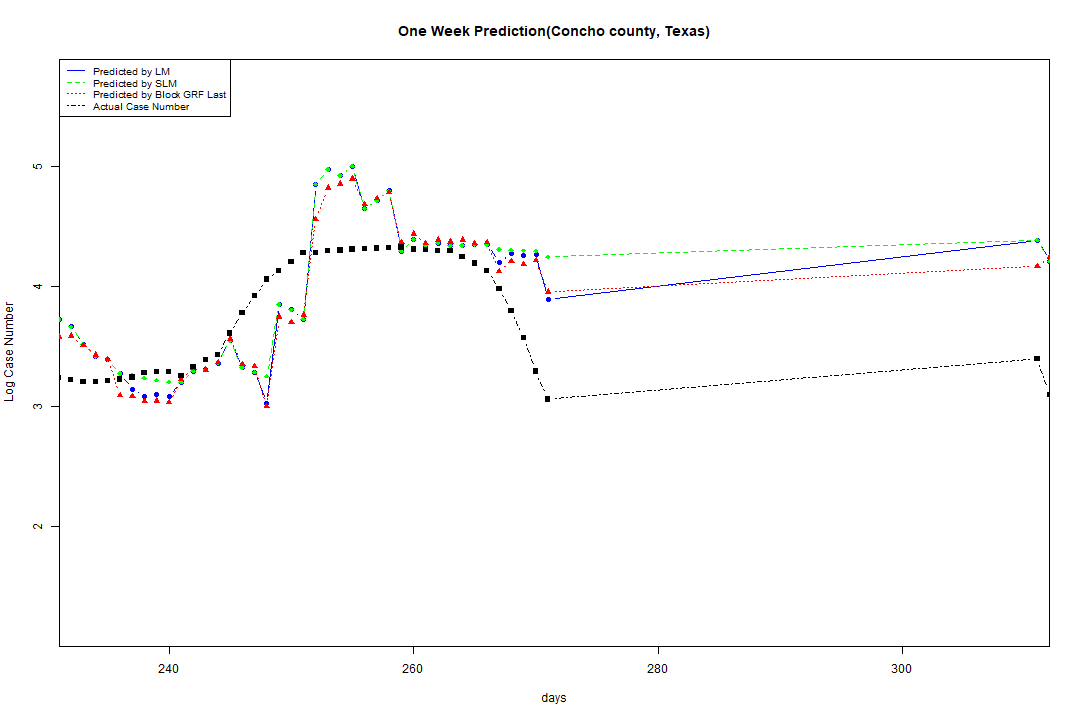 One Week Prediction(Concho county, Texas)
Predicted by LM
Predicted by SLM
Predicted by Block GRF Last
Actual Case Number
5
4
3
2
Log Case Number
240 260 280 300
days